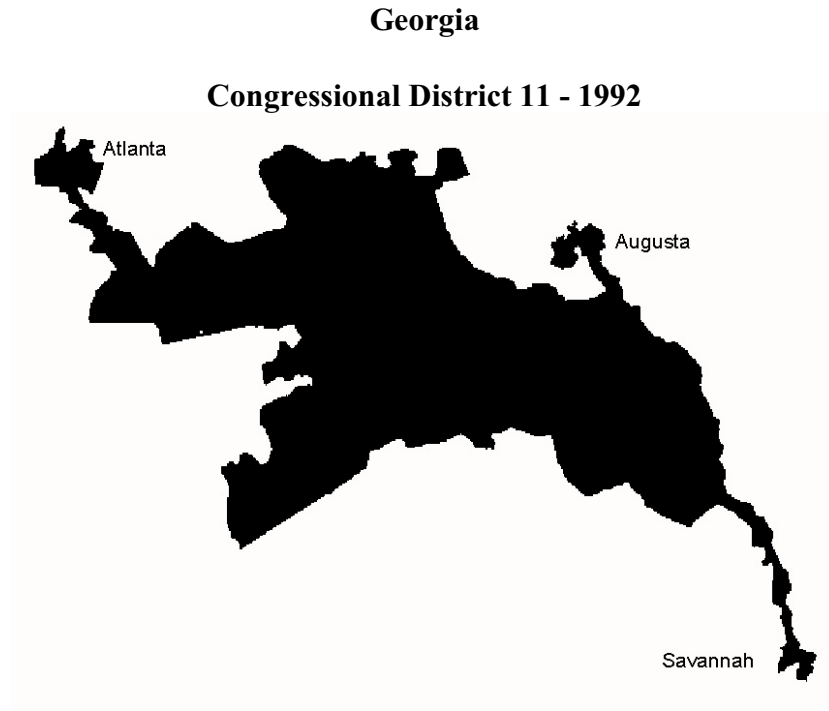 Georgia
Congressional District 11 - 1992
Atlanta
Augusta
Savannah